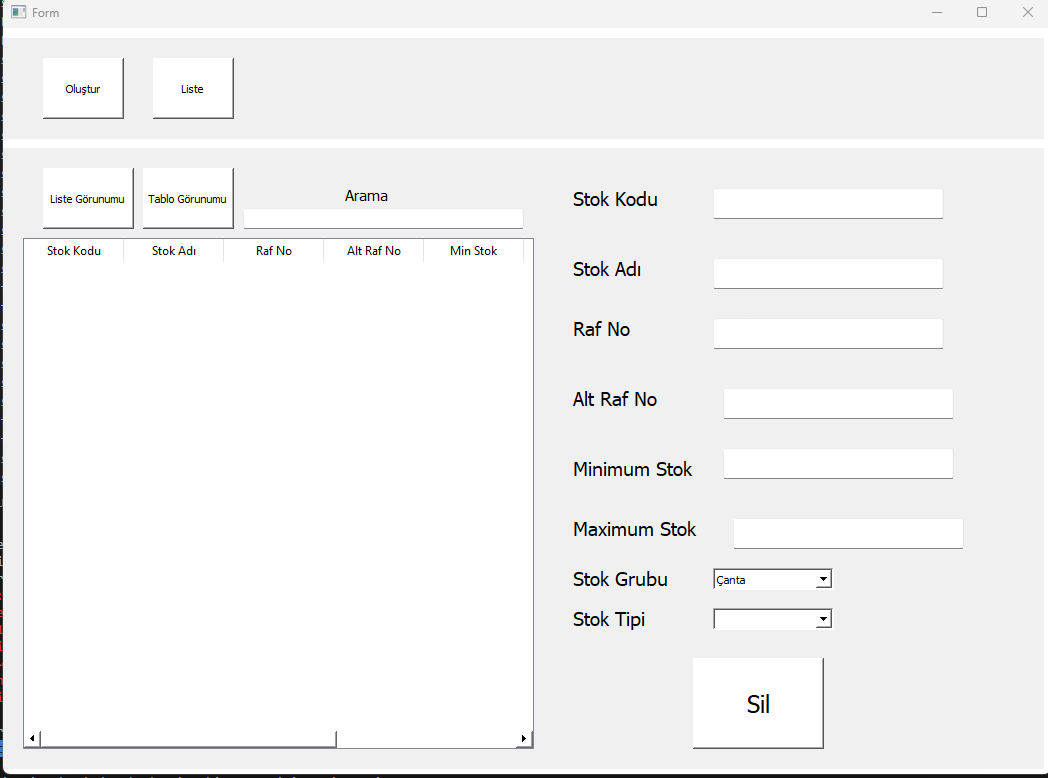 Form
Oluştur
Liste
Liste Görunumu
Tablo Görunumu
Arama
Stok Kodu
Stok Adı
Raf No
Alt Raf No
Min Stok
Stok Kodu
Stok Adı
Raf No
Alt Raf No
Minimum Stok
Maximum Stok
Stok Grubu
Çanta
Stok Tipi
Sil